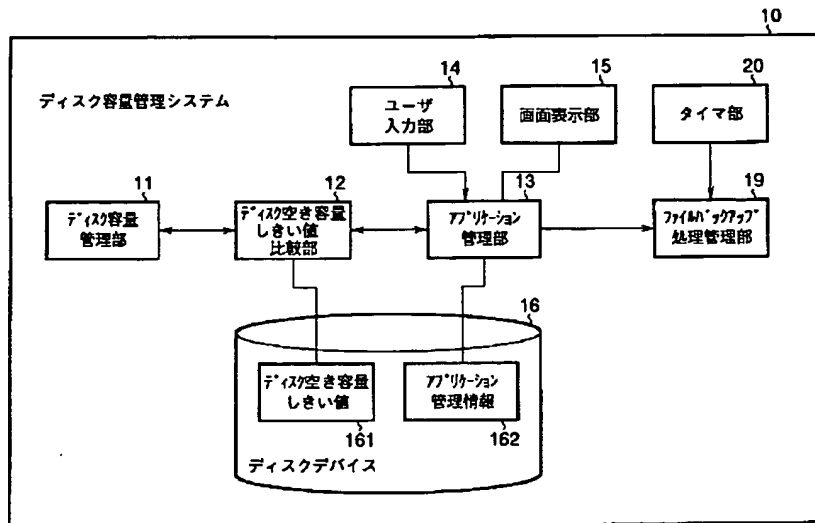 10
ディスク容量管理システム
14
ユーザ
入力部
15
画面表示部
20
タイマ部
11
ディスク容量
管理部
12
ディスク空き容量
しきい値
比較部
13
アプリケーション
管理部
19
ファイルバックアップ
処理管理部
16
ディスク空き容量
しきい値
161
アプリケーション
管理情報
162
ディスクデバイス